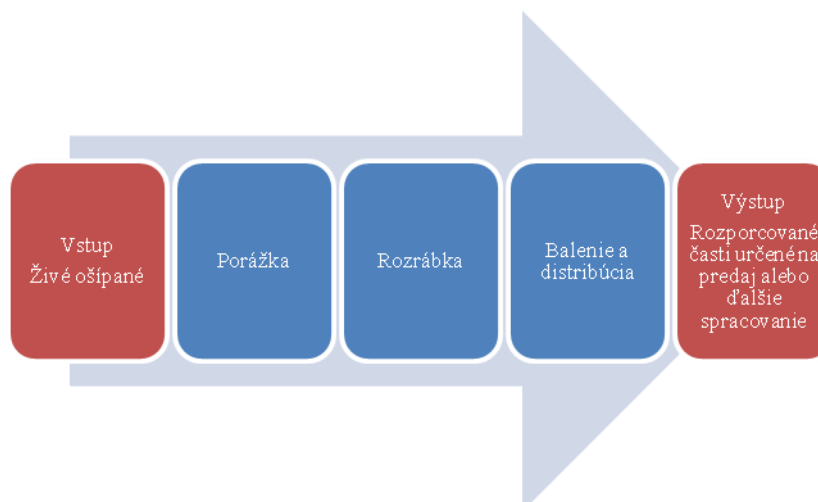 Vstup
Živé ošípané
Porážka
Rozrábka
Balenie a
distribúcia
Výstup
Rozporcované
časti určené na
predaj alebo
ďalšie
spracovanie